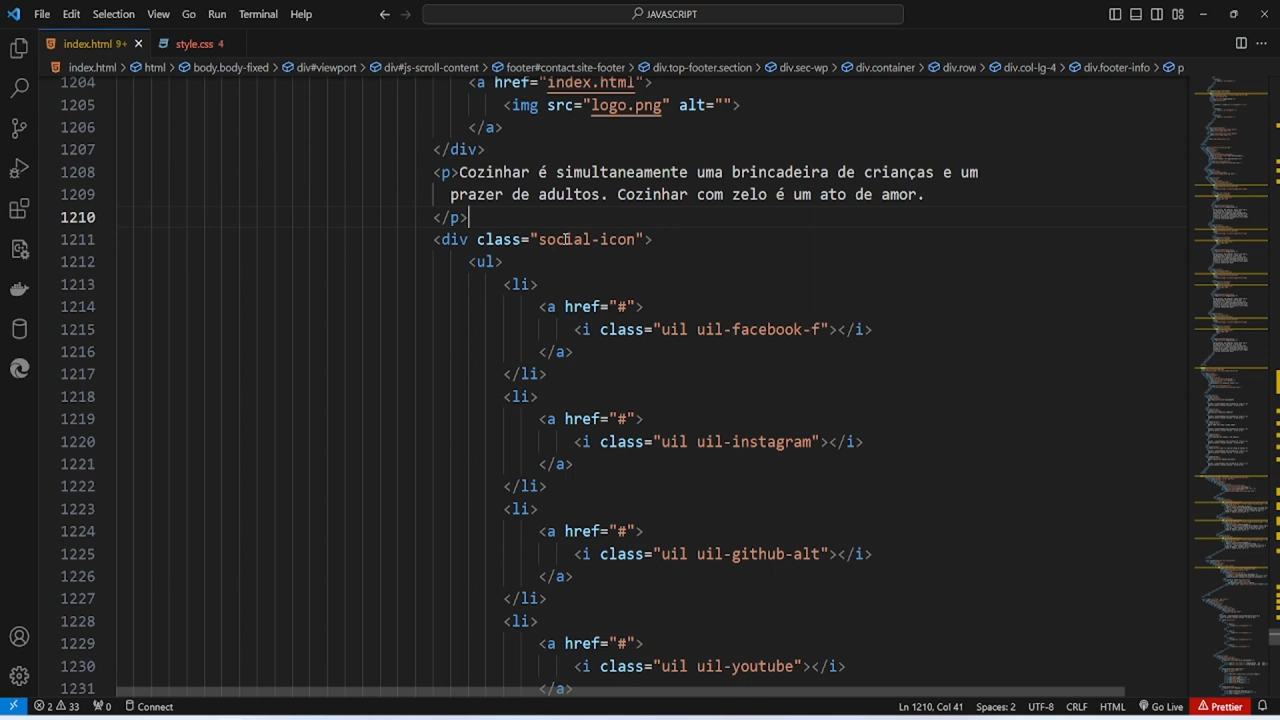 File Edit Selection View Go Run Terminal Help JAVASCRIPT
index.html 9+ style.css 4
index.html > html > body.body-fixed > div#viewport > div#js-scroll-content > footer#contact.site-footer > div.top-footer.section > div.sec-wp > div.container > div.row > div.col-lg-4 > div.footer-info > p
1204 <a href="index.html">
1205 <img src="logo.png" alt="">
1206 </a>
1207 </div>
1208 <p>Cozinhar é simultaneamente uma brincadeira de crianças e um
1209 prazer de adultos. Cozinhar com zelo é um ato de amor.
1210 </p>
1211 <div class="social-icon">
1212 <ul>
1213 <li>
1214 <a href="#">
1215 <i class="uil uil-facebook-f"></i>
1216 </a>
1217 </li>
1218 <li>
1219 <a href="#">
1220 <i class="uil uil-instagram"></i>
1221 </a>
1222 </li>
1223 <li>
1224 <a href="#">
1225 <i class="uil uil-github-alt"></i>
1226 </a>
1227 </li>
1228 <li>
1229 <a href="#">
1230 <i class="uil uil-youtube"></i>
1231 </a>
2 33 0 Connect Ln 1210, Col 41 Spaces: 2 UTF-8 CRLF HTML Go Live Prettier